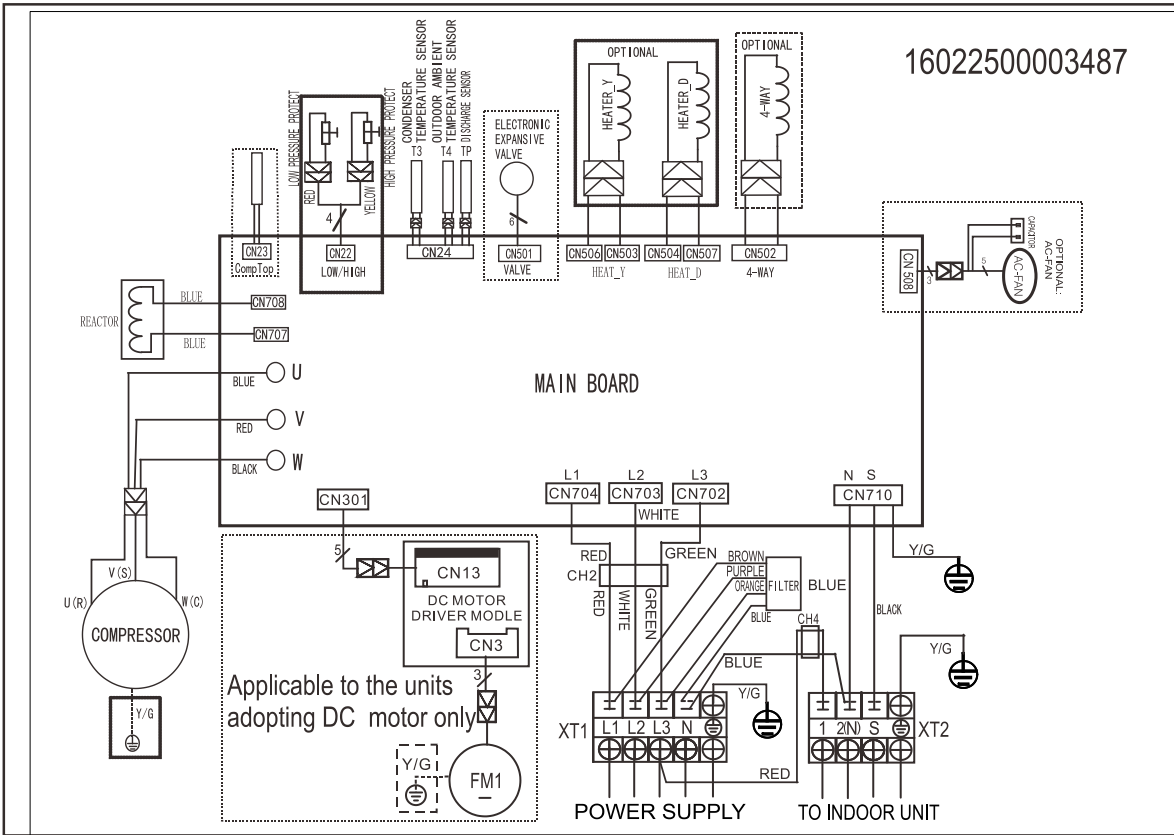 16022500003487
OPTIONAL
HEATER_Y
HEATER_D
OPTIONAL
4-WAY
LOW PRESSURE PROTECT
HIGH PRESSURE PROTECT
RED
YELLOW
4
CONDENSER
TEMPERATURE SENSOR
T3
OUTDOOR AMBIENT
TEMPERATURE SENSOR
T4
DISCHARGE SENSOR
TP
ELECTRONIC
EXPANSIVE
VALVE
6
CN23
CompTop
CN22
LOW/HIGH
CN24
CN501
VALVE
CN506
CN503
HEAT_Y
CN504
CN507
HEAT_D
CN502
4-WAY
CN 508
3
5
CAPACITOR
AC-FAN
OPTIONAL:
AC-FAN
REACTOR
BLUE
CN708
BLUE
CN707
BLUE
U
RED
V
BLACK
W
MAIN BOARD
CN301
L1
CN704
L2
CN703
L3
CN702
N S
CN710
WHITE
RED
GREEN
CH2
RED
WHITE
GREEN
BROWN
PURPLE
ORANGE
BLUE
FILTER
BLUE
BLACK
Y/G
CH4
BLUE
Y/G
Y/G
V(S)
U(R)
W(C)
COMPRESSOR
Y/G
5
CN13
DC MOTOR
DRIVER MODLE
CN3
3
Applicable to the units
adopting DC motor only
Y/G
FM1
XT1
L1 L2 L3 N
RED
POWER SUPPLY
1 2(N) S
XT2
TO INDOOR UNIT